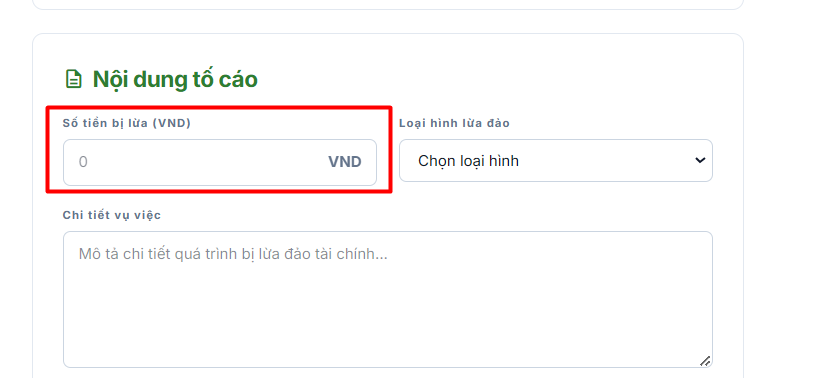 Nội dung tố cáo
Số tiền bị lừa (VND)
Loại hình lừa đảo
0 VND
Chọn loại hình
Chi tiết vụ việc
Mô tả chi tiết quá trình bị lừa đảo tài chính...